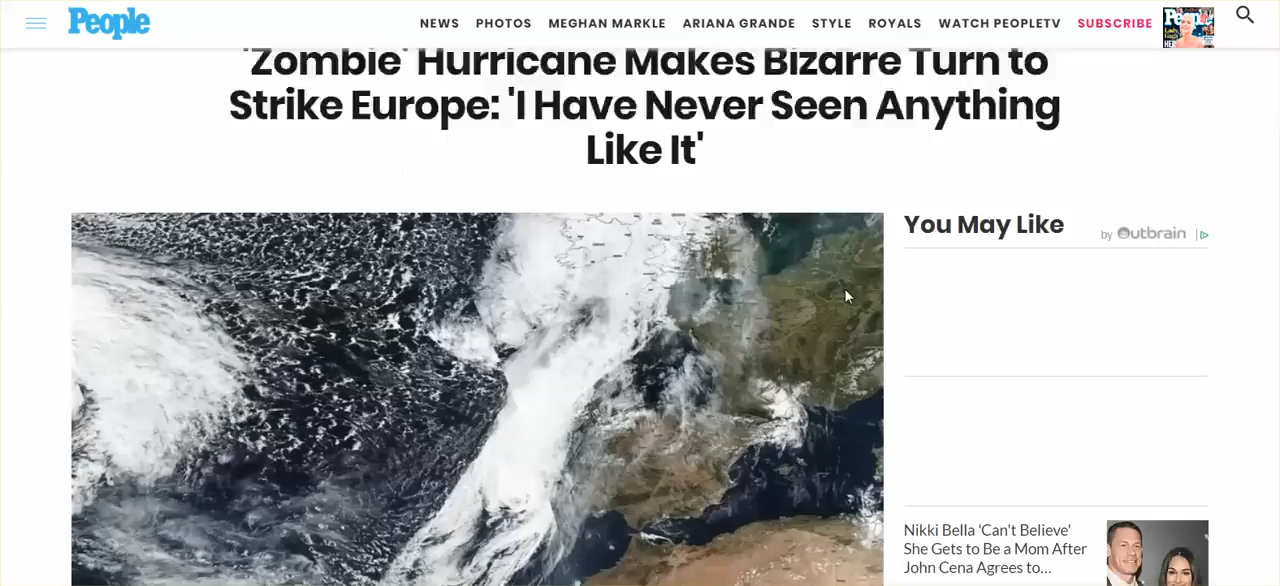 People
NEWS PHOTOS MEGHAN MARKLE ARIANA GRANDE STYLE ROYALS WATCH PEOPLETV SUBSCRIBE
'Zombie' Hurricane Makes Bizarre Turn to
Strike Europe: 'I Have Never Seen Anything
Like It'
You May Like
by Outbrain
Nikki Bella 'Can't Believe'
She Gets to Be a Mom After
John Cena Agrees to...